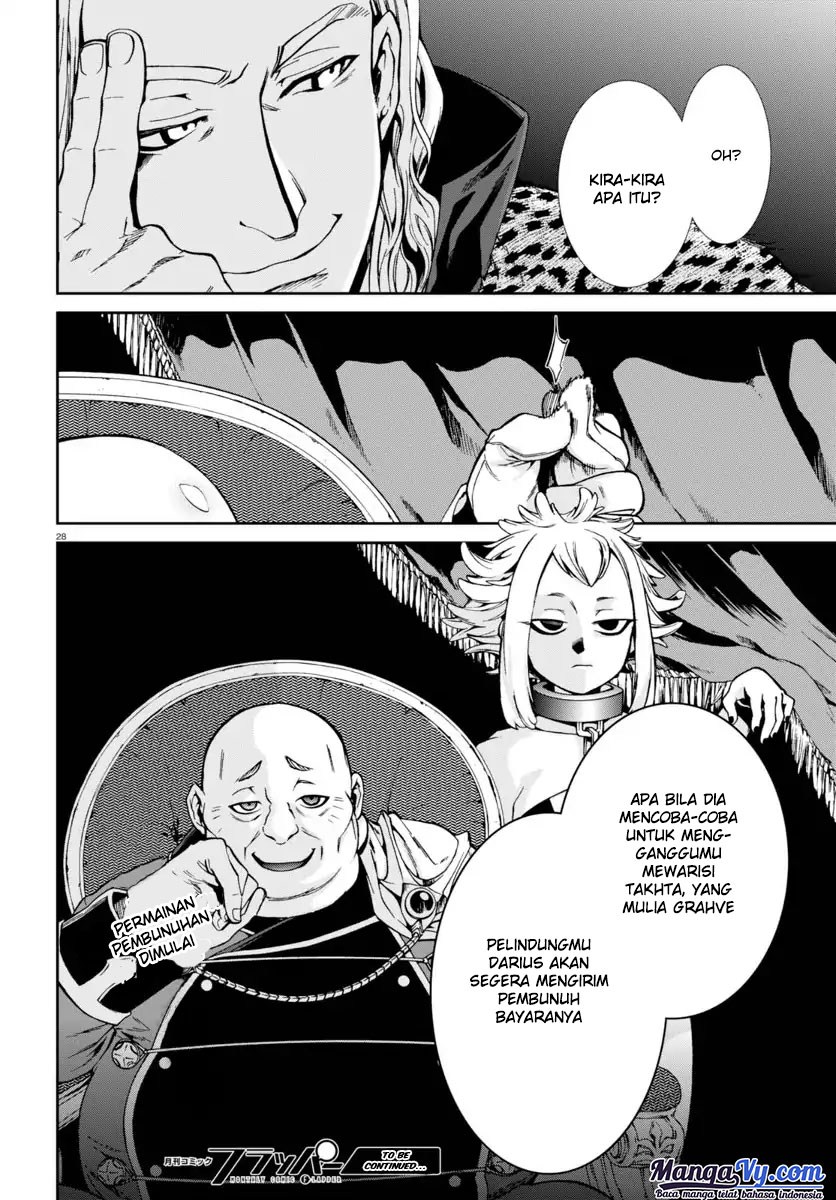 OH?
KIRA-KIRA
APA ITU?
28
APA BILA DIA
MENCOBA-COBA
UNTUK MENG-
GANGGUMU
MEWARISI
TAKHTA, YANG
MULIA GRAHVE
PELINDUNGMU
DARIUS AKAN
SEGERA MENGIRIM
PEMBUNUH
BAYARANYA
PERMAINAN
PEMBUNUHAN..
DIMULAI
月刊コミック
フラッパー
MONTHLY COMIC FLAPPER
TO BE
CONTINUED...
MangaVy.com
Baca manga telat bahasa indonesia